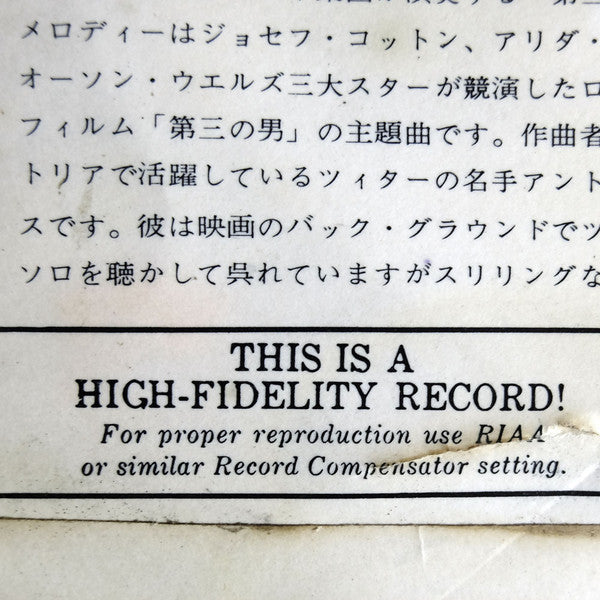 メロディーはジョセフ・コットン、アリダ・
オーソン・ウエルズ三大スターが競演したロ
フィルム「第三の男」の主題曲です。作曲者
トリアで活躍しているツィターの名手アント
スです。彼は映画のバック・グラウンドでツ
ソロを聴かして呉れていますがスリリングな
THIS IS A
HIGH-FIDELITY RECORD!
For proper reproduction use RIAA
or similar Record Compensator setting.